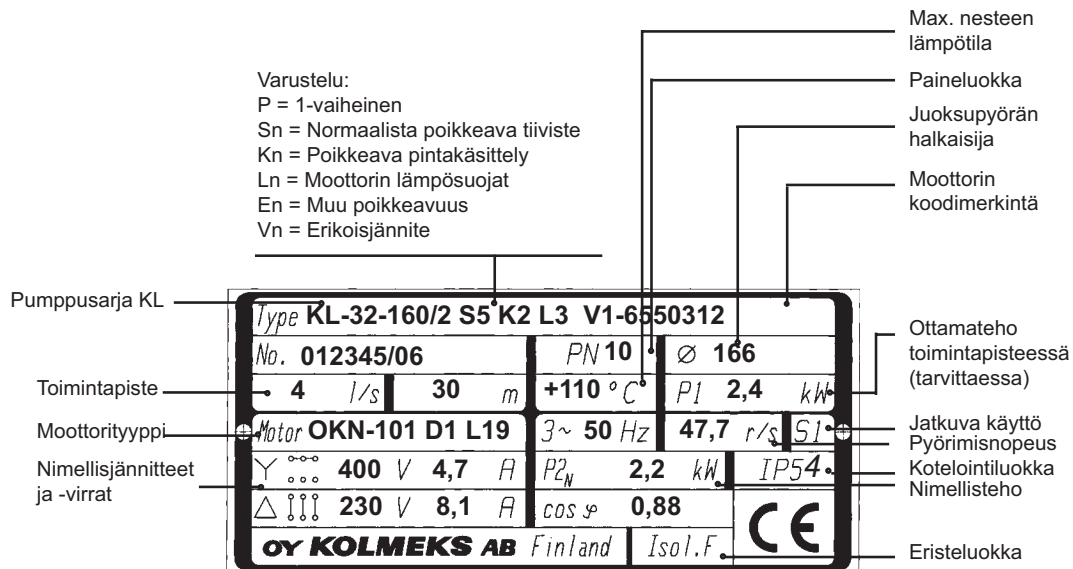 Max. nesteen
lämpötila
Paineluokka
Juoksupyörän
halkaisija
Moottorin
koodimerkintä
Varustelu:
P = 1-vaiheinen
Sn = Normaalista poikkeava tiiviste
Kn = Poikkeava pintakäsittely
Ln = Moottorin lämpösuojat
En = Muu poikkeavuus
Vn = Erikoisjännite
Pumppusarja KL
Type KL-32-160/2 S5 K2 L3 V1-6550312
No. 012345/06 PN 10 ∅ 166
4 l/s 30 m +110 °C P1 2,4 kW
Motor OKN-101 D1 L19 3~ 50 Hz 47,7 r/s S1
Y 400 V 4,7 A P2N 2,2 kW IP54
△ 230 V 8,1 A cos φ 0,88
OY KOLMEKS AB Finland Isol.F CE
Toimintapiste
Moottorityyppi
Nimellisjännitteet
ja -virrat
Ottamateho
toimintapisteessä
(tarvittaessa)
Jatkuva käyttö
Pyörimisnopeus
Kotelointiluokka
Nimellisteho
Eristeluokka